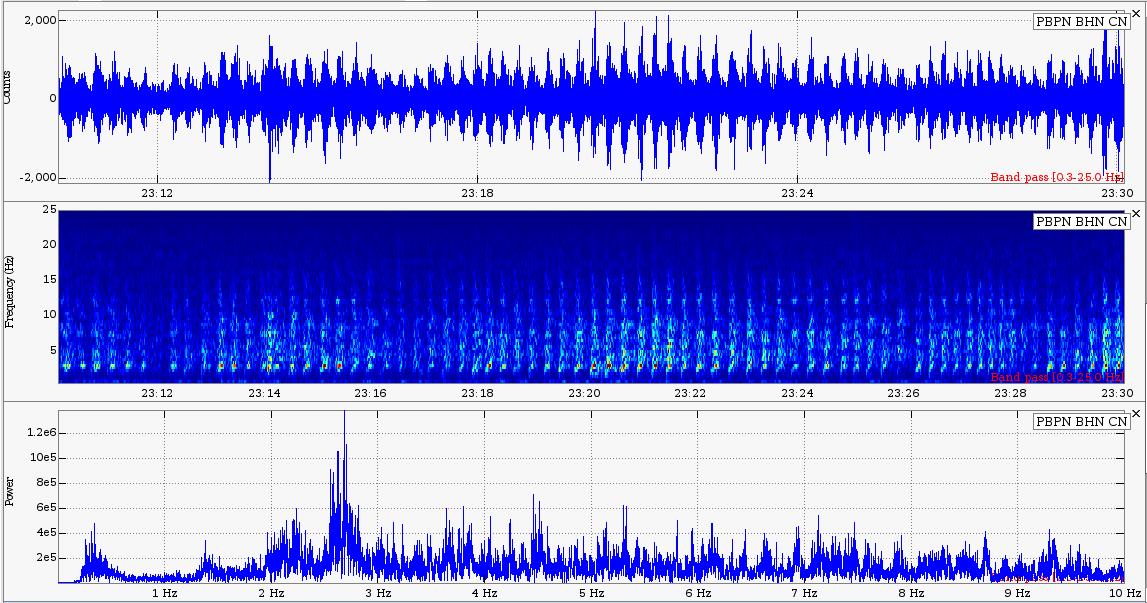 2,000
PBPN BHN CN
×
Counts
0
-2,000
Band pass [0.3-25.0 Hz]
23:12
23:18
23:24
23:30
25
PBPN BHN CN
×
20
15
Frequency (Hz)
10
5
Band pass [0.3-25.0 Hz]
23:12
23:14
23:16
23:18
23:20
23:22
23:24
23:26
23:28
23:30
PBPN BHN CN
×
1.2e6
10e5
8e5
Power
6e5
4e5
2e5
1 Hz
2 Hz
3 Hz
4 Hz
5 Hz
6 Hz
7 Hz
8 Hz
9 Hz
10 Hz